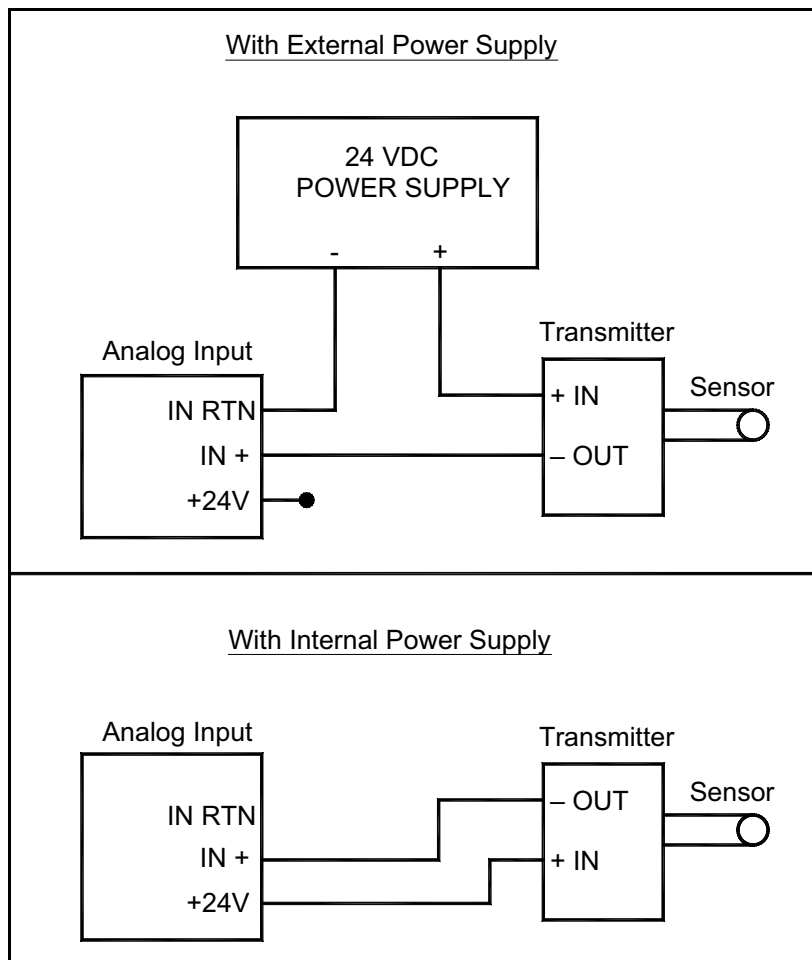 With External Power Supply
24 VDC
POWER SUPPLY
- +
Analog Input
IN RTN
IN +
+24V
Transmitter
+ IN
– OUT
Sensor
With Internal Power Supply
Analog Input
IN RTN
IN +
+24V
Transmitter
– OUT
+ IN
Sensor